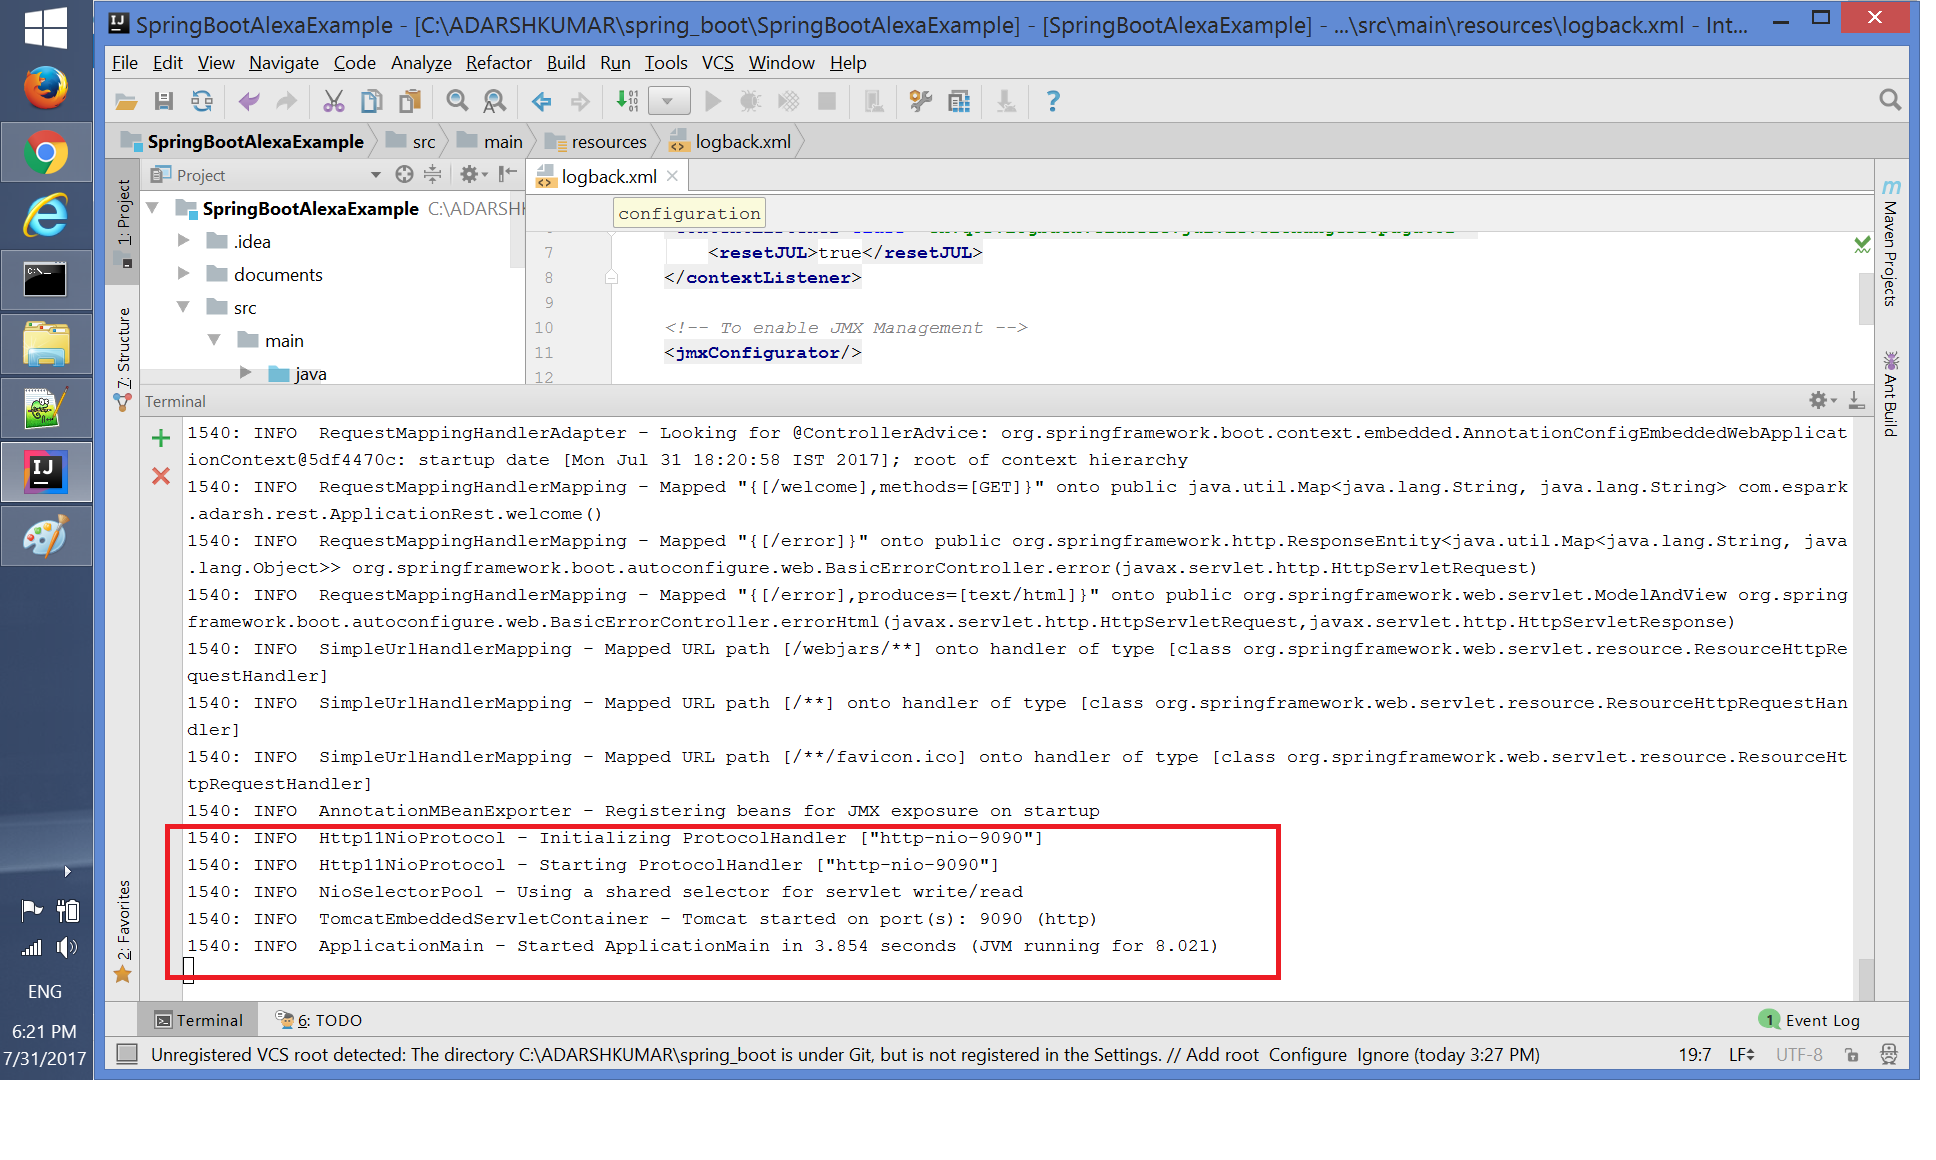 SpringBootAlexaExample - [C:\ADARSHKUMAR\spring_boot\SpringBootAlexaExample] - [SpringBootAlexaExample] - ...\src\main\resources\logback.xml - Int...
File Edit View Navigate Code Analyze Refactor Build Run Tools VCS Window Help
SpringBootAlexaExample src main resources logback.xml
Project
logback.xml
1: Project
7: Structure
2: Favorites
Maven Projects
Ant Build
SpringBootAlexaExample C:\ADARSH
.idea
documents
src
main
java
configuration
7 <resetJUL>true</resetJUL>
8 </contextListener>
9
10 <!-- To enable JMX Management -->
11 <jmxConfigurator/>
12
Terminal
1540: INFO  RequestMappingHandlerAdapter - Looking for @ControllerAdvice: org.springframework.boot.context.embedded.AnnotationConfigEmbeddedWebApplicat
ionContext@5df4470c: startup date [Mon Jul 31 18:20:58 IST 2017]; root of context hierarchy
1540: INFO  RequestMappingHandlerMapping - Mapped "{[/welcome],methods=[GET]}" onto public java.util.Map<java.lang.String, java.lang.String> com.espark
.adarsh.rest.ApplicationRest.welcome()
1540: INFO  RequestMappingHandlerMapping - Mapped "{[/error]}" onto public org.springframework.http.ResponseEntity<java.util.Map<java.lang.String, java
.lang.Object>> org.springframework.boot.autoconfigure.web.BasicErrorController.error(javax.servlet.http.HttpServletRequest)
1540: INFO  RequestMappingHandlerMapping - Mapped "{[/error],produces=[text/html]}" onto public org.springframework.web.servlet.ModelAndView org.spring
framework.boot.autoconfigure.web.BasicErrorController.errorHtml(javax.servlet.http.HttpServletRequest,javax.servlet.http.HttpServletResponse)
1540: INFO  SimpleUrlHandlerMapping - Mapped URL path [/webjars/**] onto handler of type [class org.springframework.web.servlet.resource.ResourceHttpRe
questHandler]
1540: INFO  SimpleUrlHandlerMapping - Mapped URL path [/**] onto handler of type [class org.springframework.web.servlet.resource.ResourceHttpRequestHan
dler]
1540: INFO  SimpleUrlHandlerMapping - Mapped URL path [/**/favicon.ico] onto handler of type [class org.springframework.web.servlet.resource.ResourceHt
tpRequestHandler]
1540: INFO  AnnotationMBeanExporter - Registering beans for JMX exposure on startup
1540: INFO  Http11NioProtocol - Initializing ProtocolHandler ["http-nio-9090"]
1540: INFO  Http11NioProtocol - Starting ProtocolHandler ["http-nio-9090"]
1540: INFO  NioSelectorPool - Using a shared selector for servlet write/read
1540: INFO  TomcatEmbeddedServletContainer - Tomcat started on port(s): 9090 (http)
1540: INFO  ApplicationMain - Started ApplicationMain in 3.854 seconds (JVM running for 8.021)
Terminal 6: TODO 1 Event Log
Unregistered VCS root detected: The directory C:\ADARSHKUMAR\spring_boot is under Git, but is not registered in the Settings. // Add root  Configure  Ignore (today 3:27 PM) 19:7 LF UTF-8
ENG
6:21 PM
7/31/2017